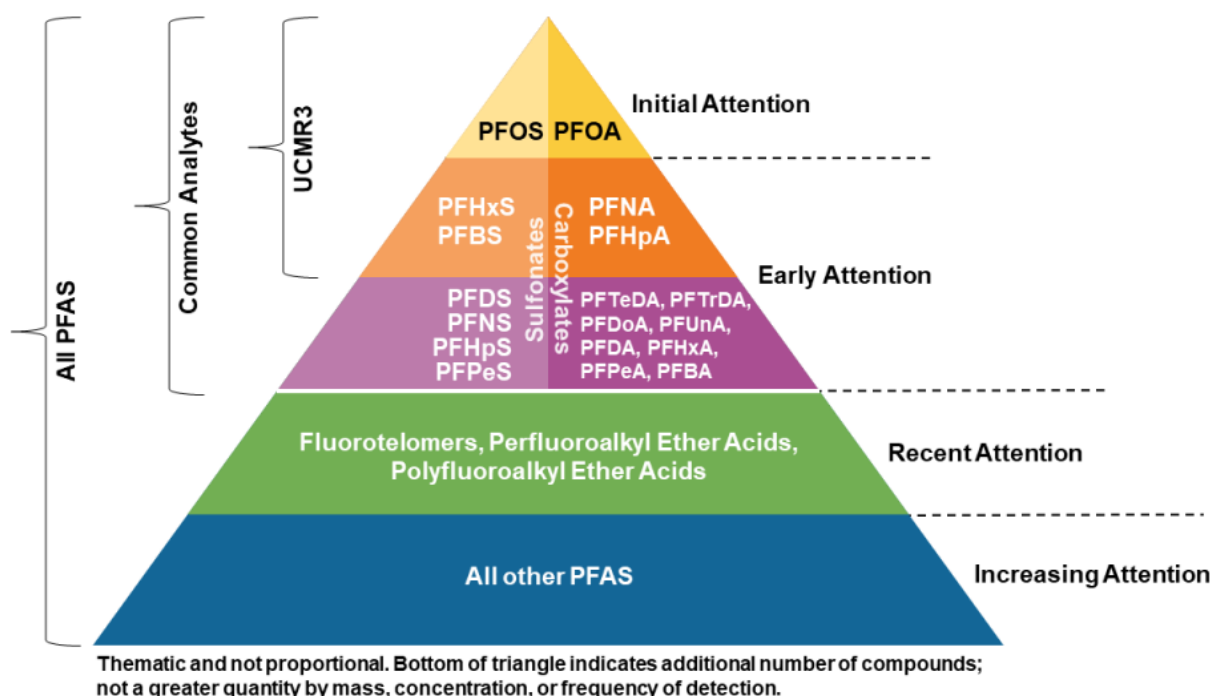 All PFAS
Common Analytes
UCMR3
PFOS
PFOA
Initial Attention
PFHxS
PFBS
PFNA
PFHpA
Sulfonates
Carboxylates
Early Attention
PFDS
PFNS
PFHpS
PFPeS
PFTeDA, PFTrDA,
PFDoA, PFUnA,
PFDA, PFHxA,
PFPeA, PFBA
Fluorotelomers, Perfluoroalkyl Ether Acids,
Polyfluoroalkyl Ether Acids
Recent Attention
All other PFAS
Increasing Attention
Thematic and not proportional. Bottom of triangle indicates additional number of compounds;
not a greater quantity by mass, concentration, or frequency of detection.